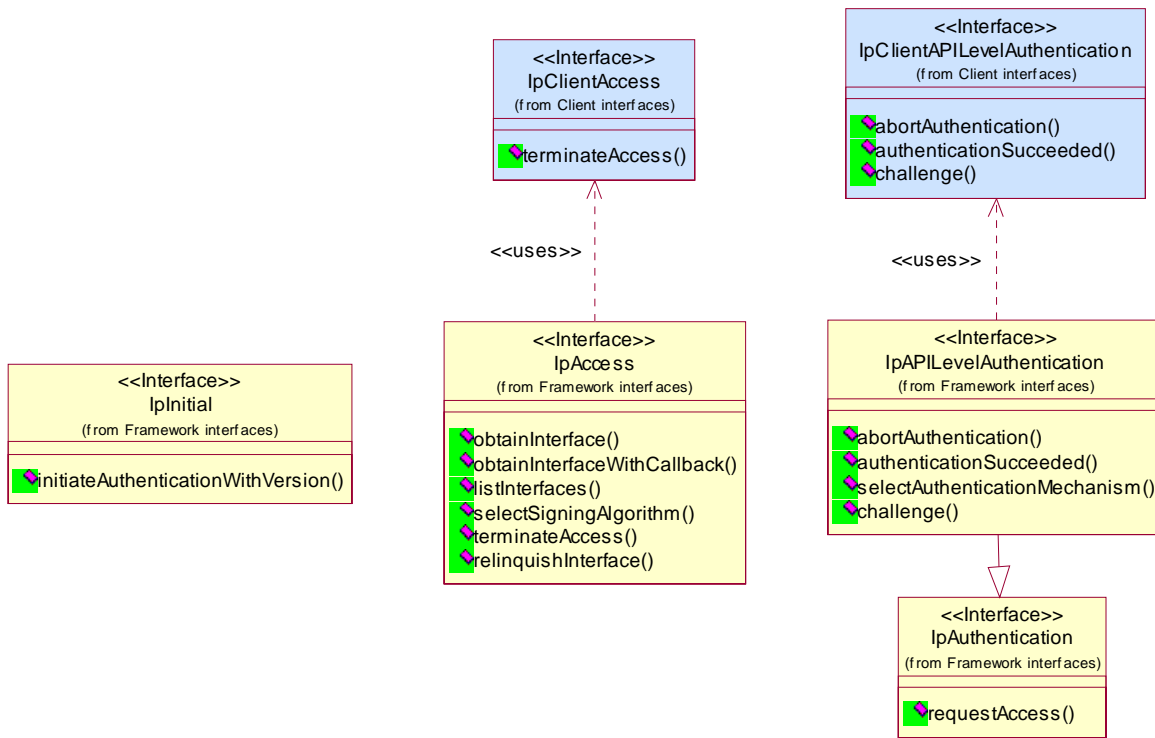 <<Interface>>
IpClientAccess
(from Client interfaces)
terminateAccess()
<<Interface>>
IpClientAPILevelAuthentication
(from Client interfaces)
abortAuthentication()
authenticationSucceeded()
challenge()
<<uses>>
<<uses>>
<<Interface>>
IpInitial
(from Framework interfaces)
initiateAuthenticationWithVersion()
<<Interface>>
IpAccess
(from Framework interfaces)
obtainInterface()
obtainInterfaceWithCallback()
listInterfaces()
selectSigningAlgorithm()
terminateAccess()
relinquishInterface()
<<Interface>>
IpAPILevelAuthentication
(from Framework interfaces)
abortAuthentication()
authenticationSucceeded()
selectAuthenticationMechanism()
challenge()
<<Interface>>
IpAuthentication
(from Framework interfaces)
requestAccess()